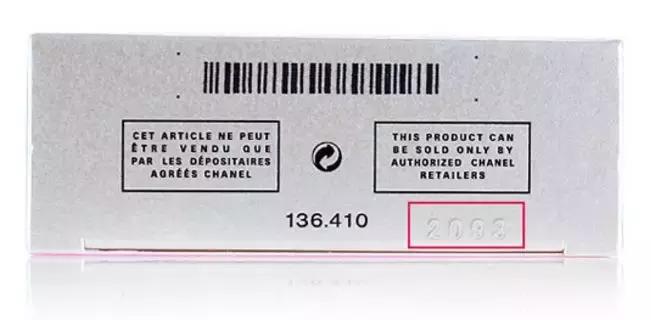 CET ARTICLE NE PEUT
ÊTRE VENDU QUE
PAR LES DÉPOSITAIRES
AGRÉÉS CHANEL
THIS PRODUCT CAN
BE SOLD ONLY BY
AUTHORIZED CHANEL
RETAILERS
136.410
2093